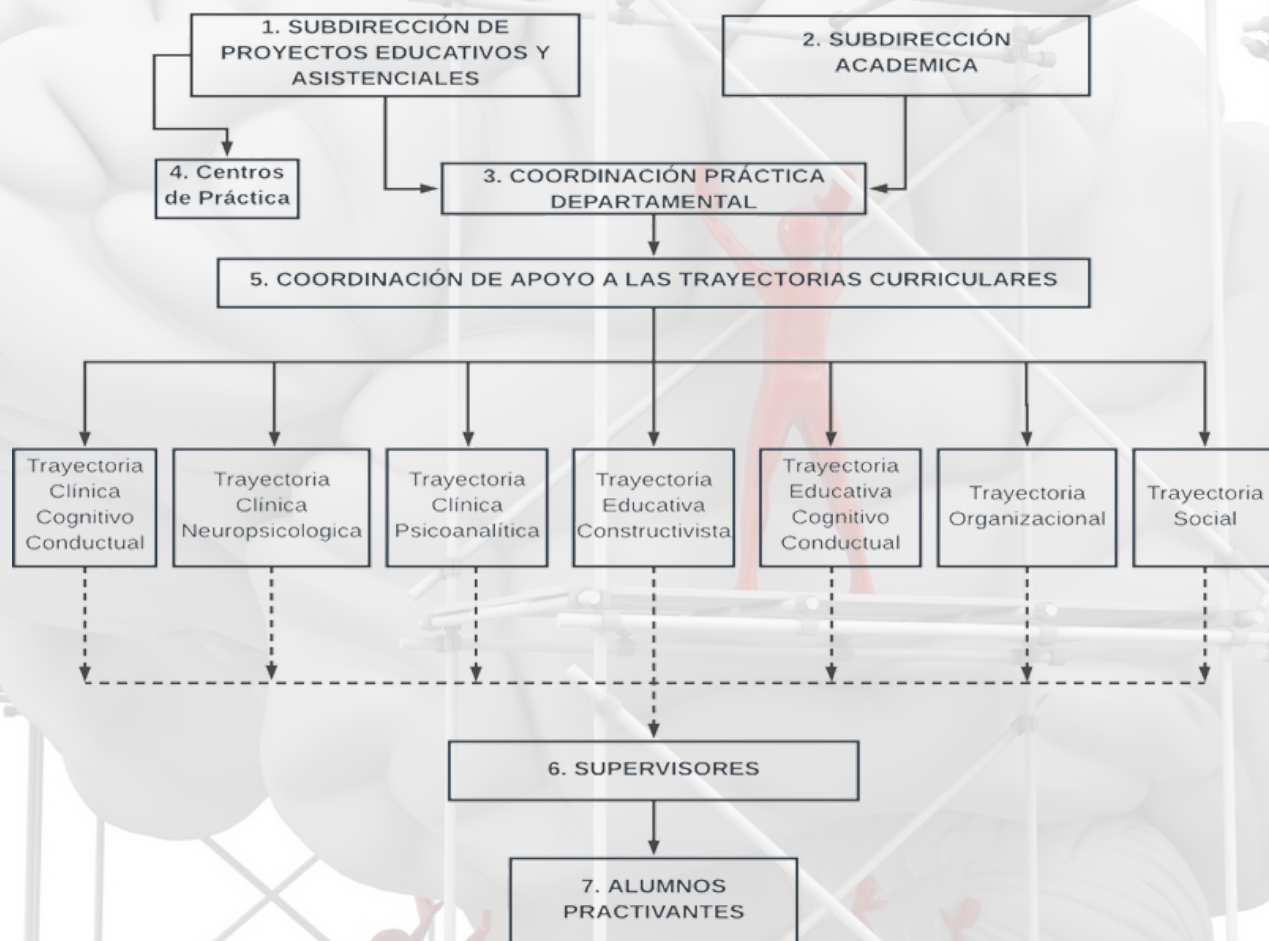 1. SUBDIRECCIÓN DE
PROYECTOS EDUCATIVOS Y
ASISTENCIALES
2. SUBDIRECCIÓN
ACADEMICA
4. Centros
de Práctica
3. COORDINACIÓN PRÁCTICA
DEPARTAMENTAL
5. COORDINACIÓN DE APOYO A LAS TRAYECTORIAS CURRICULARES
Trayectoria
Clínica
Cognitivo
Conductual
Trayectoria
Clínica
Neuropsicologica
Trayectoria
Clínica
Psicoanalítica
Trayectoria
Educativa
Constructivista
Trayectoria
Educativa
Cognitivo
Conductual
Trayectoria
Organizacional
Trayectoria
Social
6. SUPERVISORES
7. ALUMNOS
PRACTIVANTES